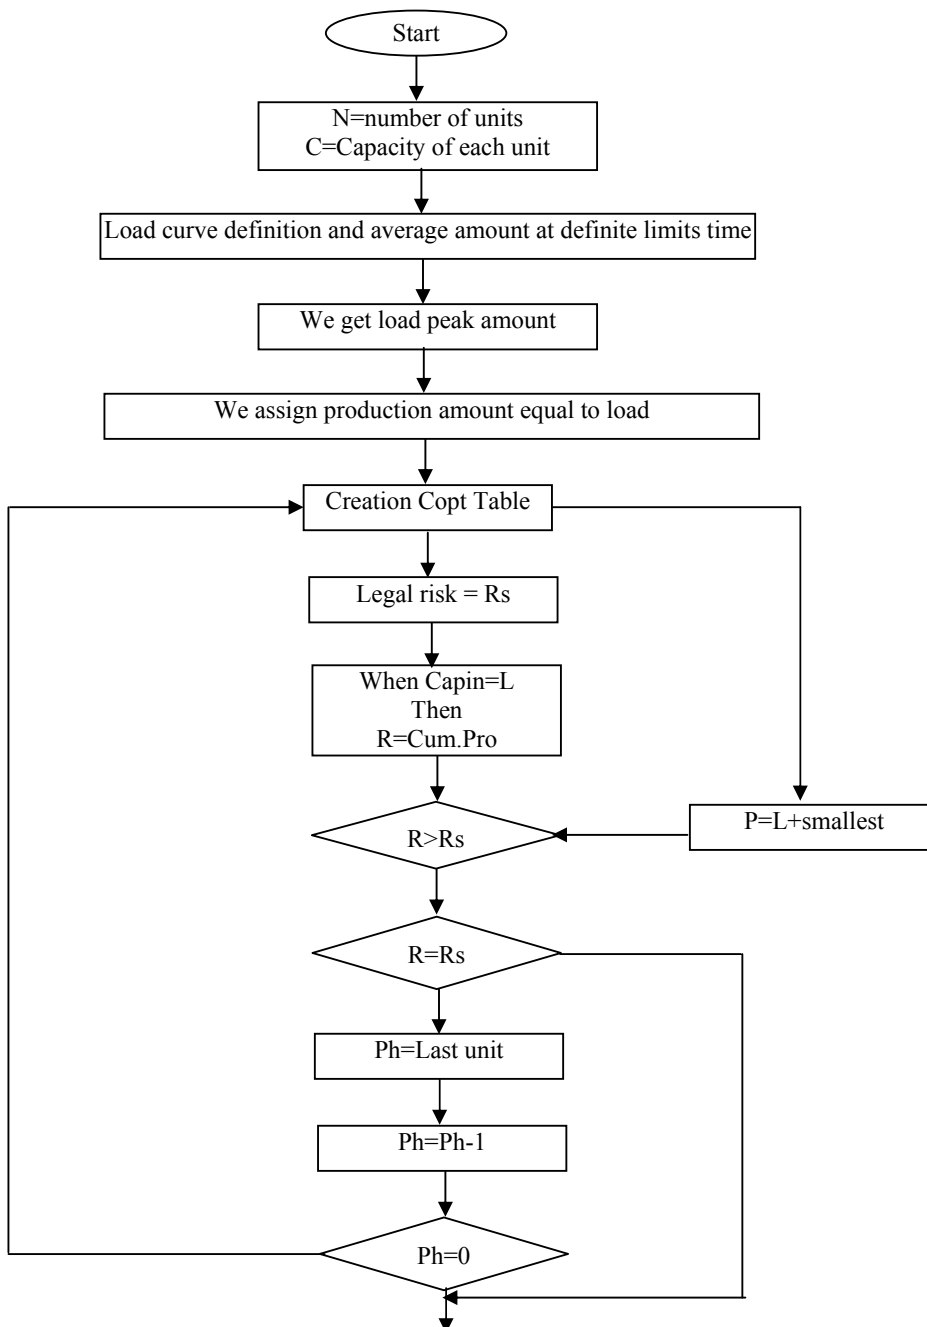 Start
N=number of units
C=Capacity of each unit
Load curve definition and average amount at definite limits time
We get load peak amount
We assign production amount equal to load
Creation Copt Table
Legal risk = Rs
When Capin=L
Then
R=Cum.Pro
P=L+smallest
R>Rs
R=Rs
Ph=Last unit
Ph=Ph-1
Ph=0